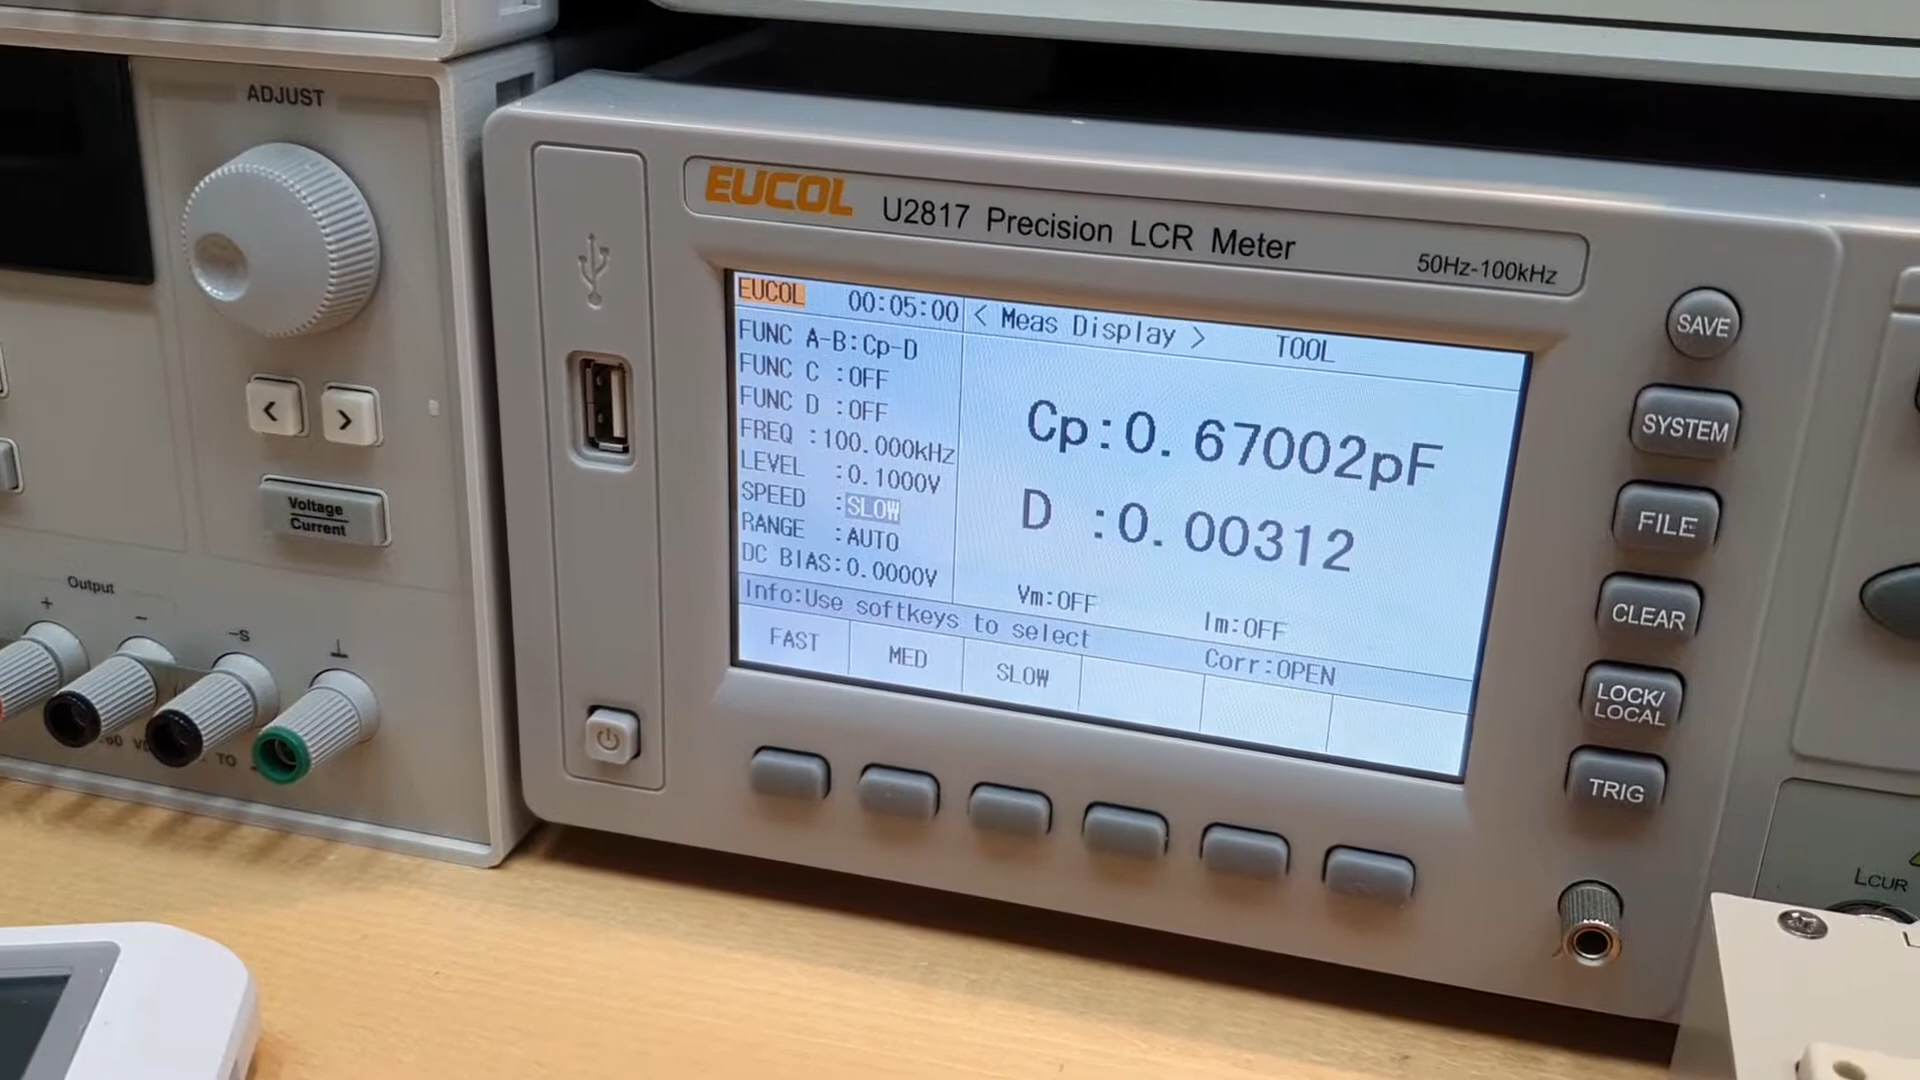 ADJUST
<
>
Voltage
Current
Output
+
−
−S
EUCOL
U2817 Precision LCR Meter
50Hz-100kHz
EUCOL 00:05:00 < Meas Display > TOOL
FUNC A-B:Cp-D
FUNC C :OFF
FUNC D :OFF
FREQ :100.000kHz
LEVEL :0.1000V
SPEED :SLOW
RANGE :AUTO
DC BIAS:0.0000V
Cp:0.67002pF
D :0.00312
Vm:OFF Im:OFF
Info:Use softkeys to select Corr:OPEN
FAST MED SLOW
SAVE
SYSTEM
FILE
CLEAR
LOCK/
LOCAL
TRIG
LCUR